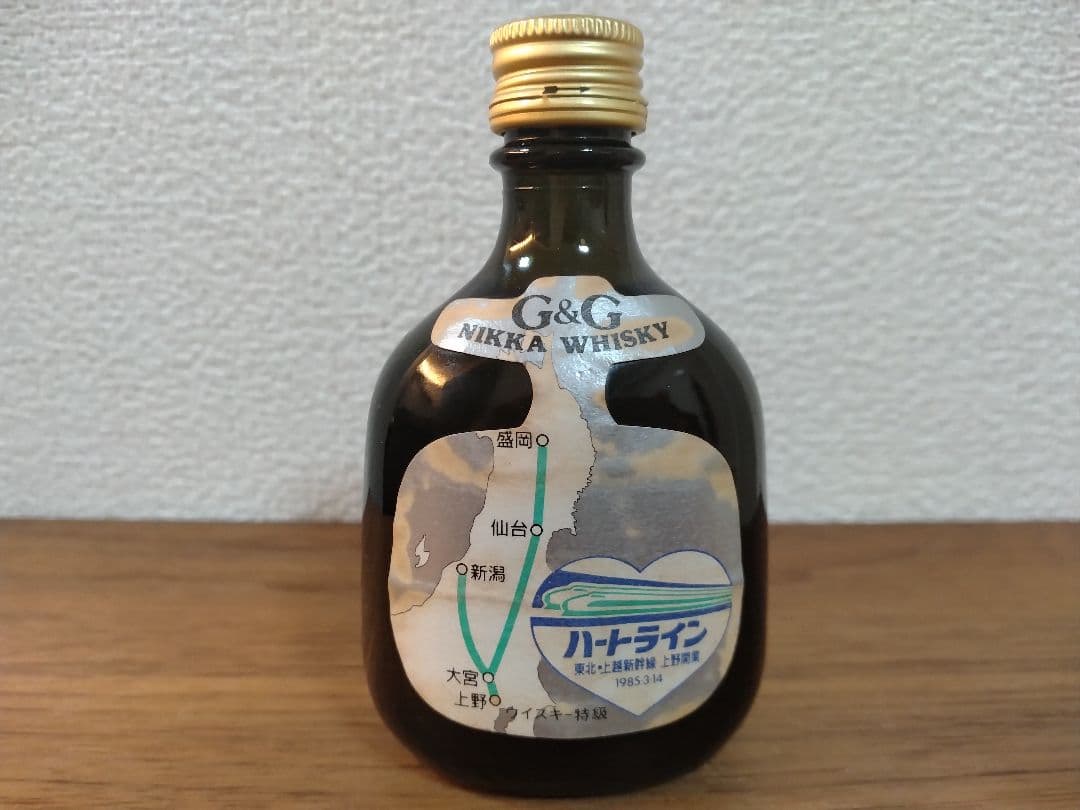 G&G
NIKKA WHISKY
盛岡
仙台
新潟
ハートライン
東北・上越新幹線 上野開業
1985.3.14
大宮
上野
ウイスキー特級